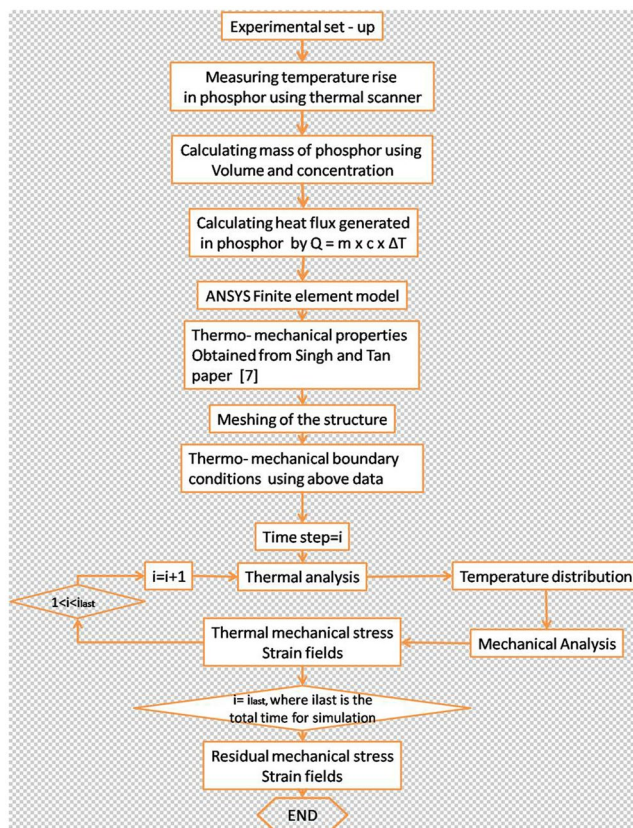 Experimental set - up
Measuring temperature rise
in phosphor using thermal scanner
Calculating mass of phosphor using
Volume and concentration
Calculating heat flux generated
in phosphor by Q = m x c x ΔT
ANSYS Finite element model
Thermo- mechanical properties
Obtained from Singh and Tan
paper [7]
Meshing of the structure
Thermo- mechanical boundary
conditions using above data
Time step=i
i=i+1
Thermal analysis
Temperature distribution
1<i<ilast
Thermal mechanical stress
Strain fields
Mechanical Analysis
i= ilast, where ilast is the
total time for simulation
Residual mechanical stress
Strain fields
END